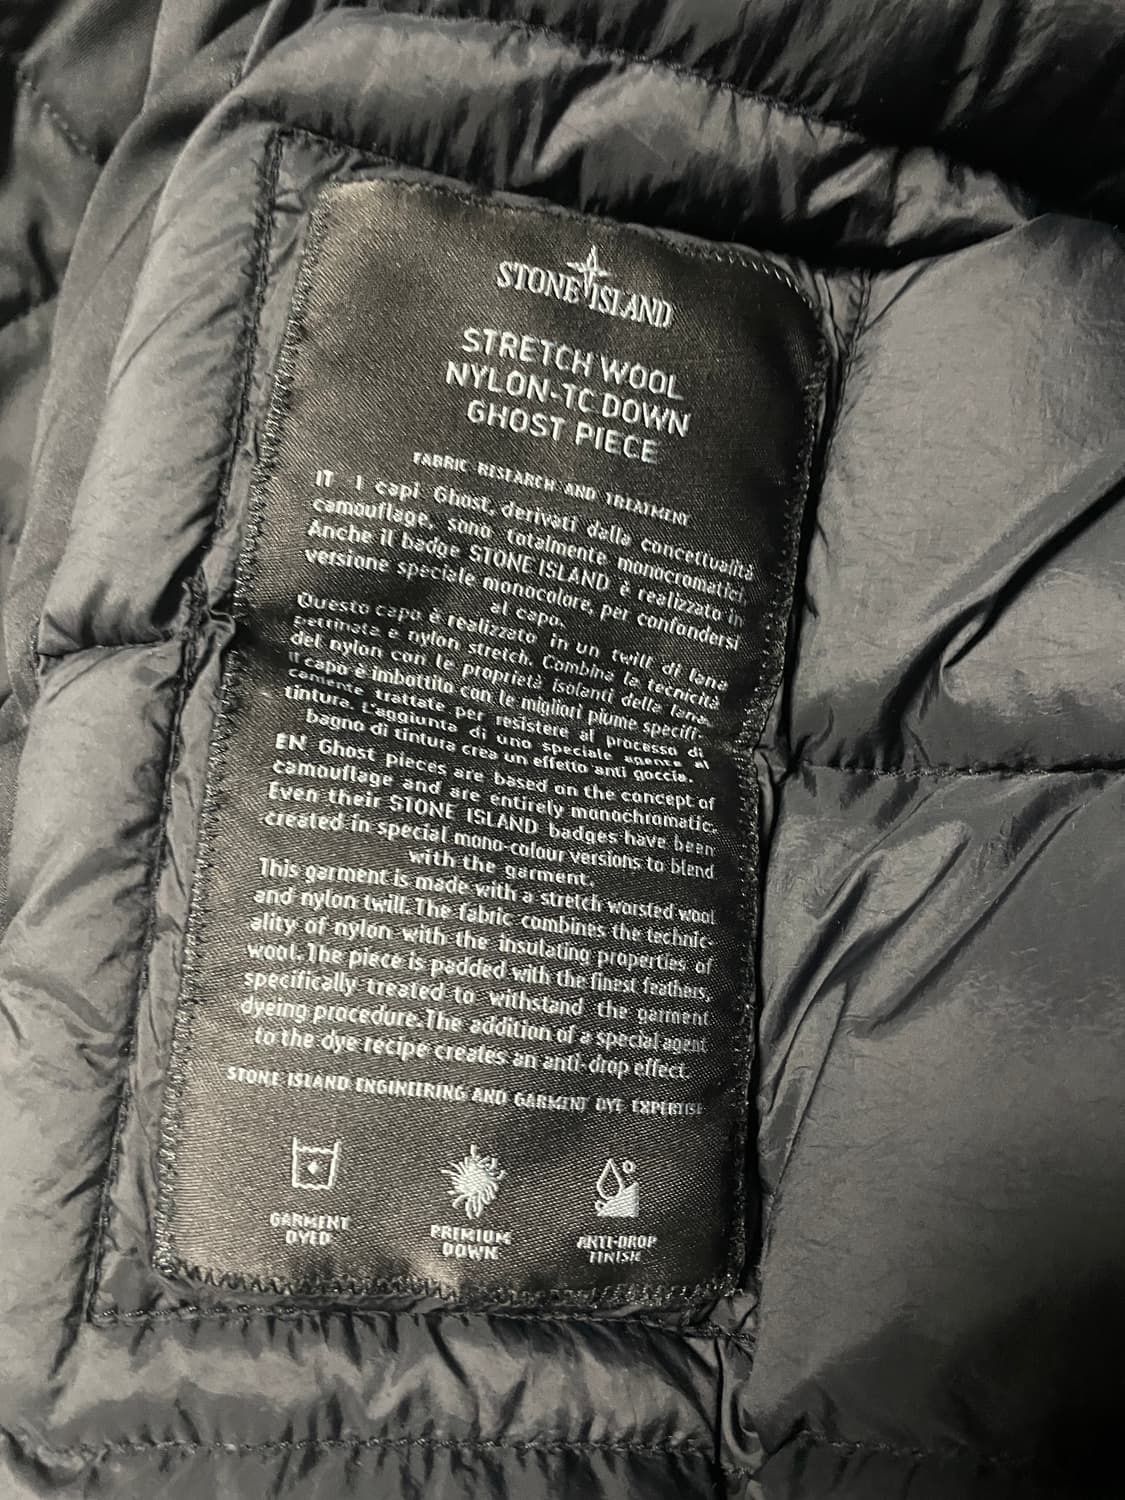 STONE ISLAND
STRETCH WOOL
NYLON-TC DOWN
GHOST PIECE
FABRIC RESEARCH AND TREATMENT
IT I capi Ghost, derivati dalla concettualità
camouflage, sono totalmente monocromatici.
Anche il badge STONE ISLAND è realizzato in
versione speciale monocolore, per confondersi
al capo.
Questo capo è realizzato in un twill di lana
pettinata e nylon stretch. Combina la tecnicità
del nylon con le proprietà isolanti della lana.
Il capo è imbottito con le migliori piume specifi-
camente trattate per resistere al processo di
tintura. L'aggiunta di uno speciale agente al
bagno di tintura crea un effetto anti goccia.
EN Ghost pieces are based on the concept of
camouflage and are entirely monochromatic.
Even their STONE ISLAND badges have been
created in special mono-colour versions to blend
with the garment.
This garment is made with a stretch worsted wool
and nylon twill. The fabric combines the technic-
ality of nylon with the insulating properties of
wool. The piece is padded with the finest feathers,
specifically treated to withstand the garment
dyeing procedure. The addition of a special agent
to the dye recipe creates an anti-drop effect.
STONE ISLAND ENGINEERING AND GARMENT DYE EXPERTISE
GARMENT
DYED
PREMIUM
DOWN
ANTI-DROP
FINISH